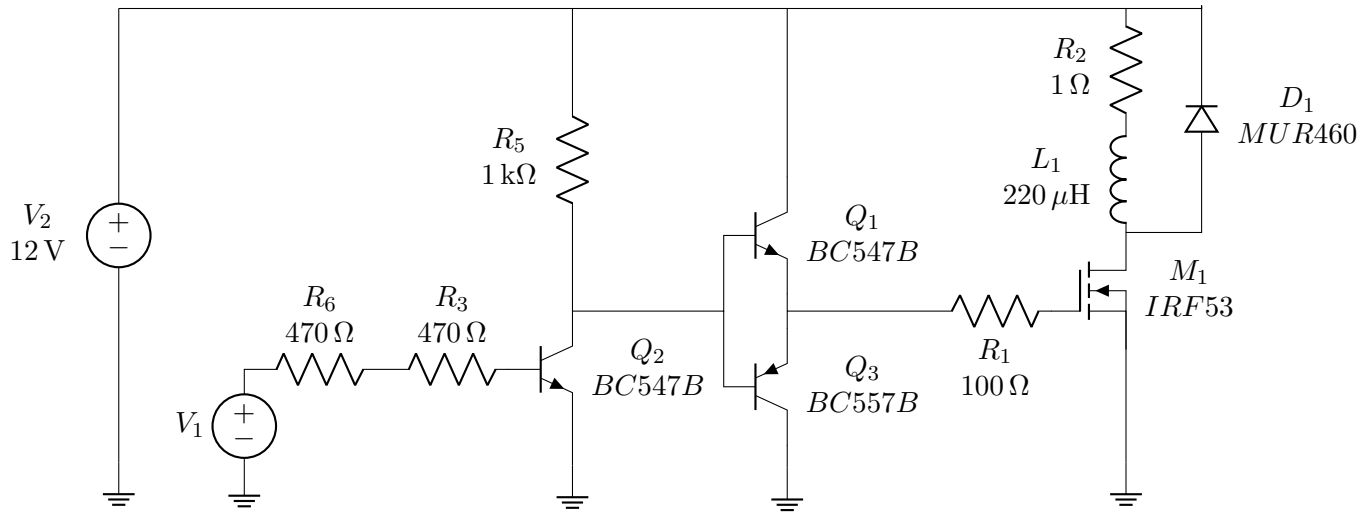 V2
12 V
V1
R6
470 Ω
R3
470 Ω
R5
1 kΩ
Q2
BC547B
Q1
BC547B
Q3
BC557B
R1
100 Ω
R2
1 Ω
L1
220 μH
D1
MUR460
M1
IRF53